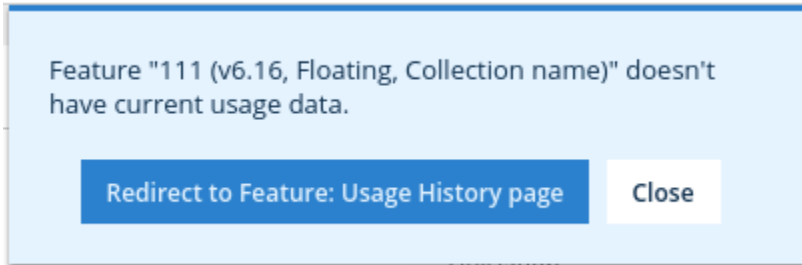 Feature "111 (v6.16, Floating, Collection name)" doesn't
have current usage data.
Redirect to Feature: Usage History page
Close